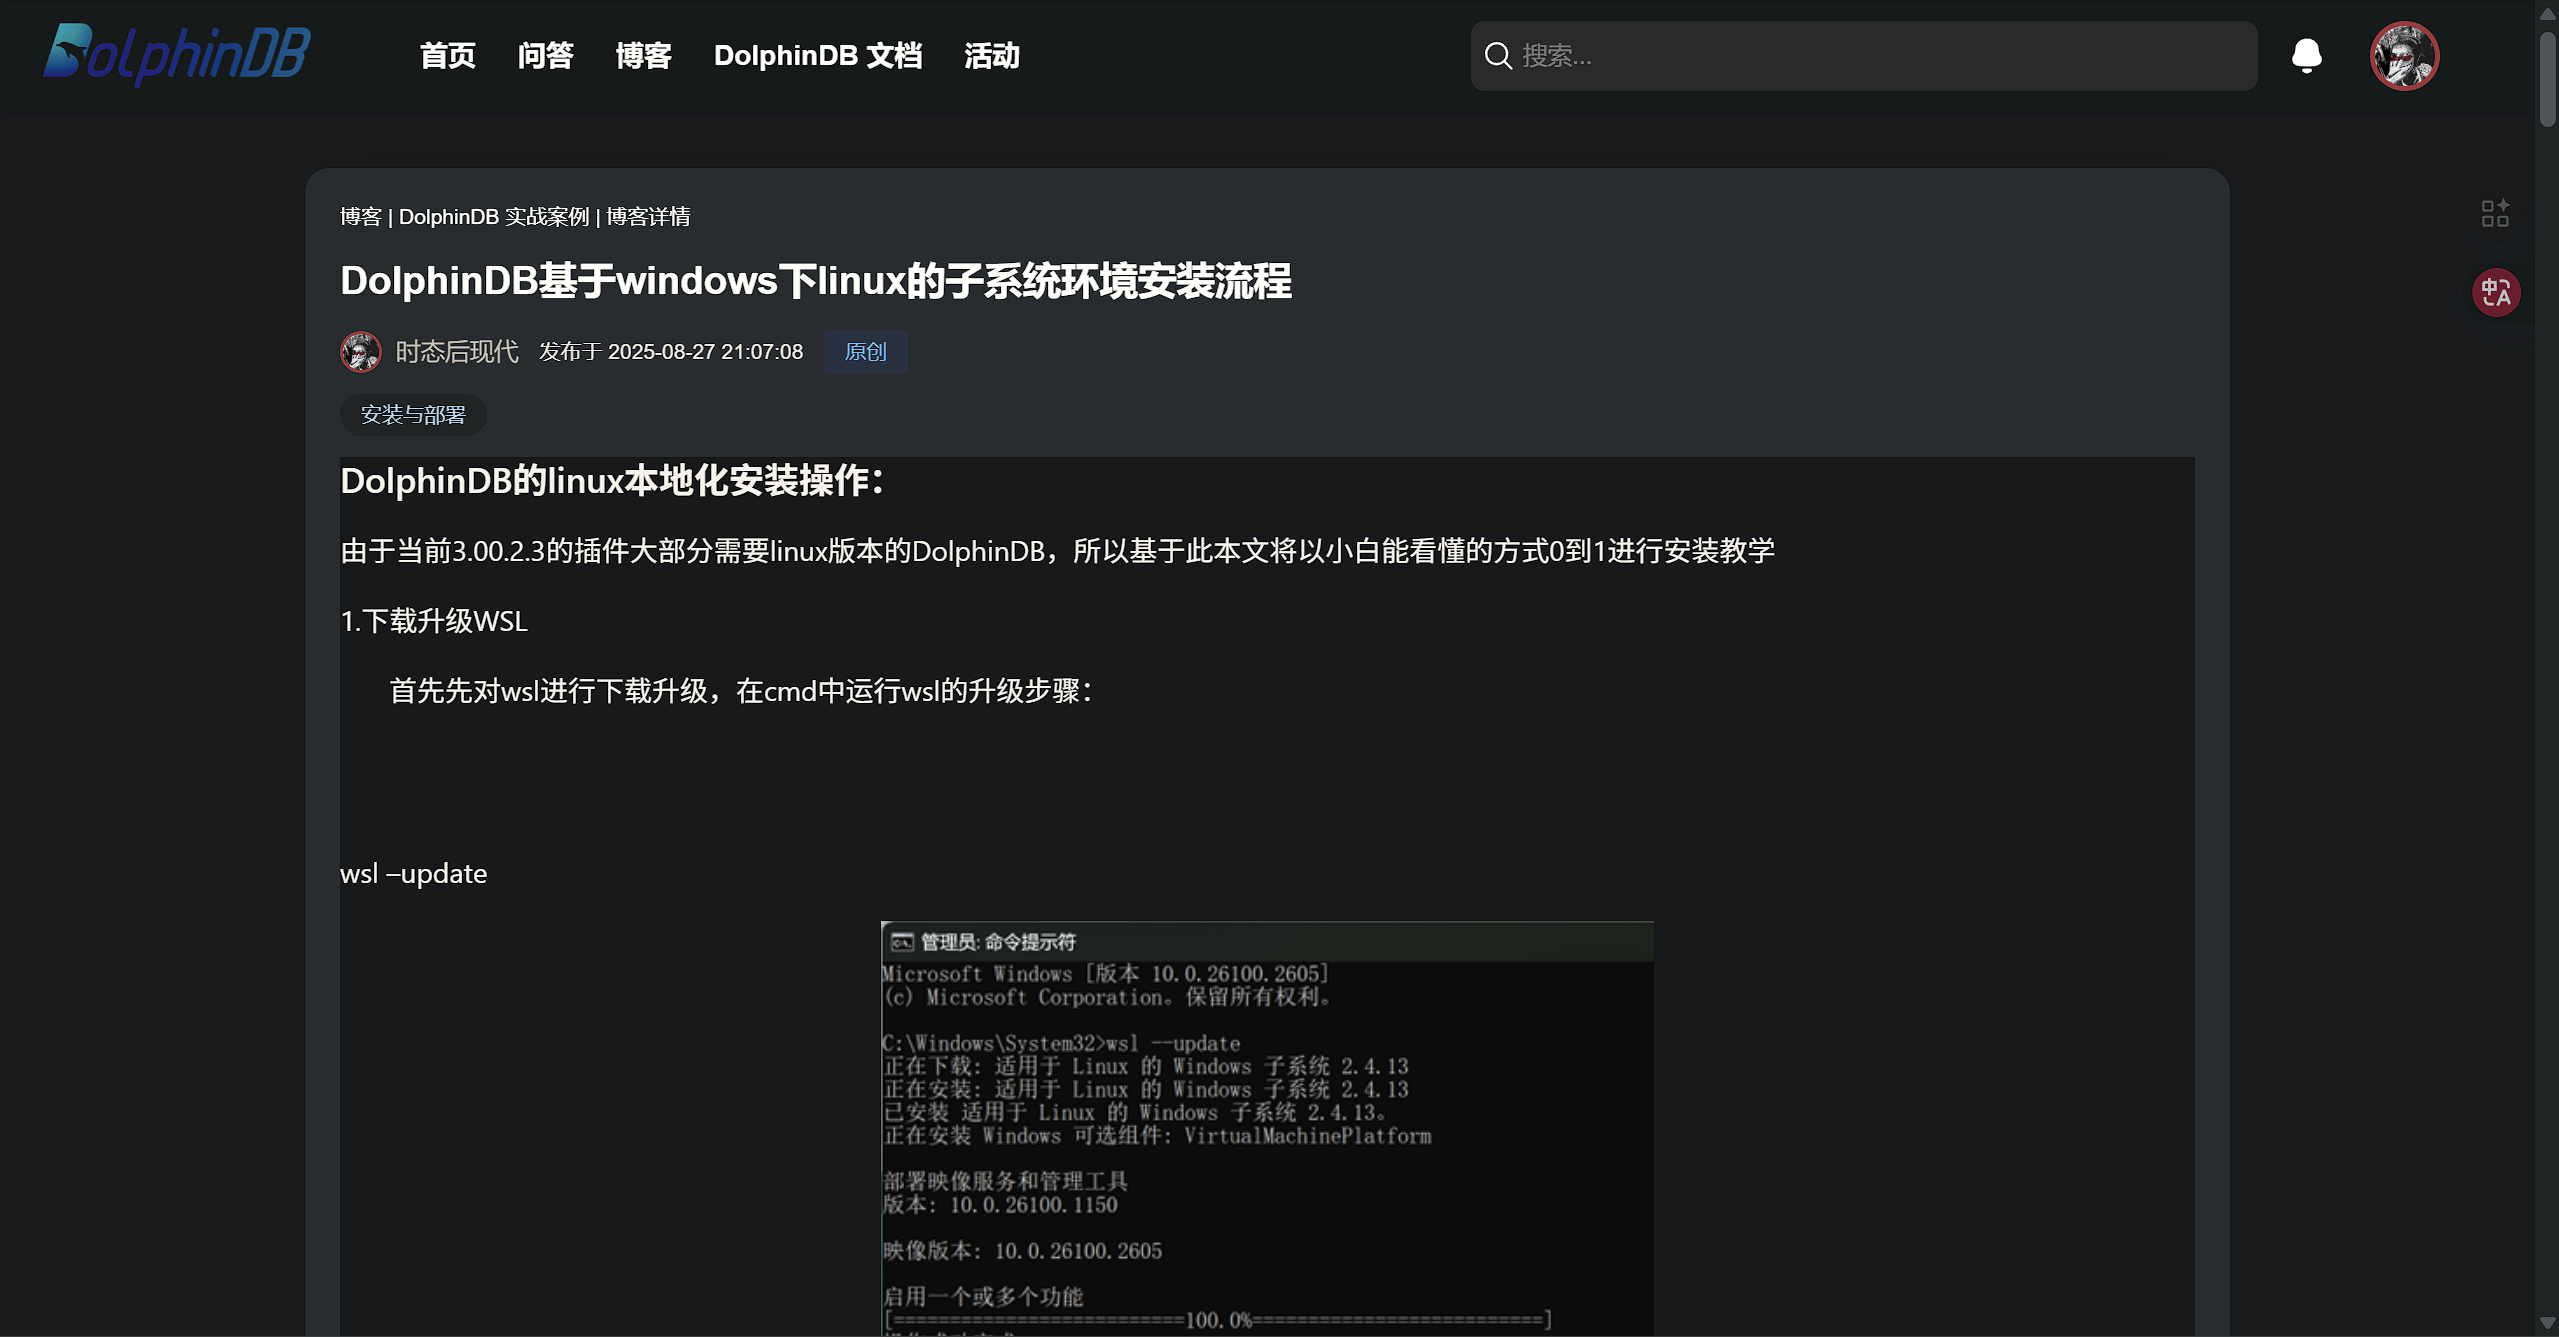 DolphinDB
首页 问答 博客 DolphinDB 文档 活动
搜索...
博客 | DolphinDB 实战案例 | 博客详情
DolphinDB基于windows下linux的子系统环境安装流程
时态后现代 发布于 2025-08-27 21:07:08 原创
安装与部署
DolphinDB的linux本地化安装操作：
由于当前3.00.2.3的插件大部分需要linux版本的DolphinDB，所以基于此本文将以小白能看懂的方式0到1进行安装教学
1.下载升级WSL
首先先对wsl进行下载升级，在cmd中运行wsl的升级步骤：
wsl –update
管理员: 命令提示符
Microsoft Windows [版本 10.0.26100.2605]
(c) Microsoft Corporation。保留所有权利。
C:\Windows\System32>wsl --update
正在下载: 适用于 Linux 的 Windows 子系统 2.4.13
正在安装: 适用于 Linux 的 Windows 子系统 2.4.13
已安装 适用于 Linux 的 Windows 子系统 2.4.13。
正在安装 Windows 可选组件: VirtualMachinePlatform
部署映像服务和管理工具
版本: 10.0.26100.1150
映像版本: 10.0.26100.2605
启用一个或多个功能
[==========================100.0%==========================]